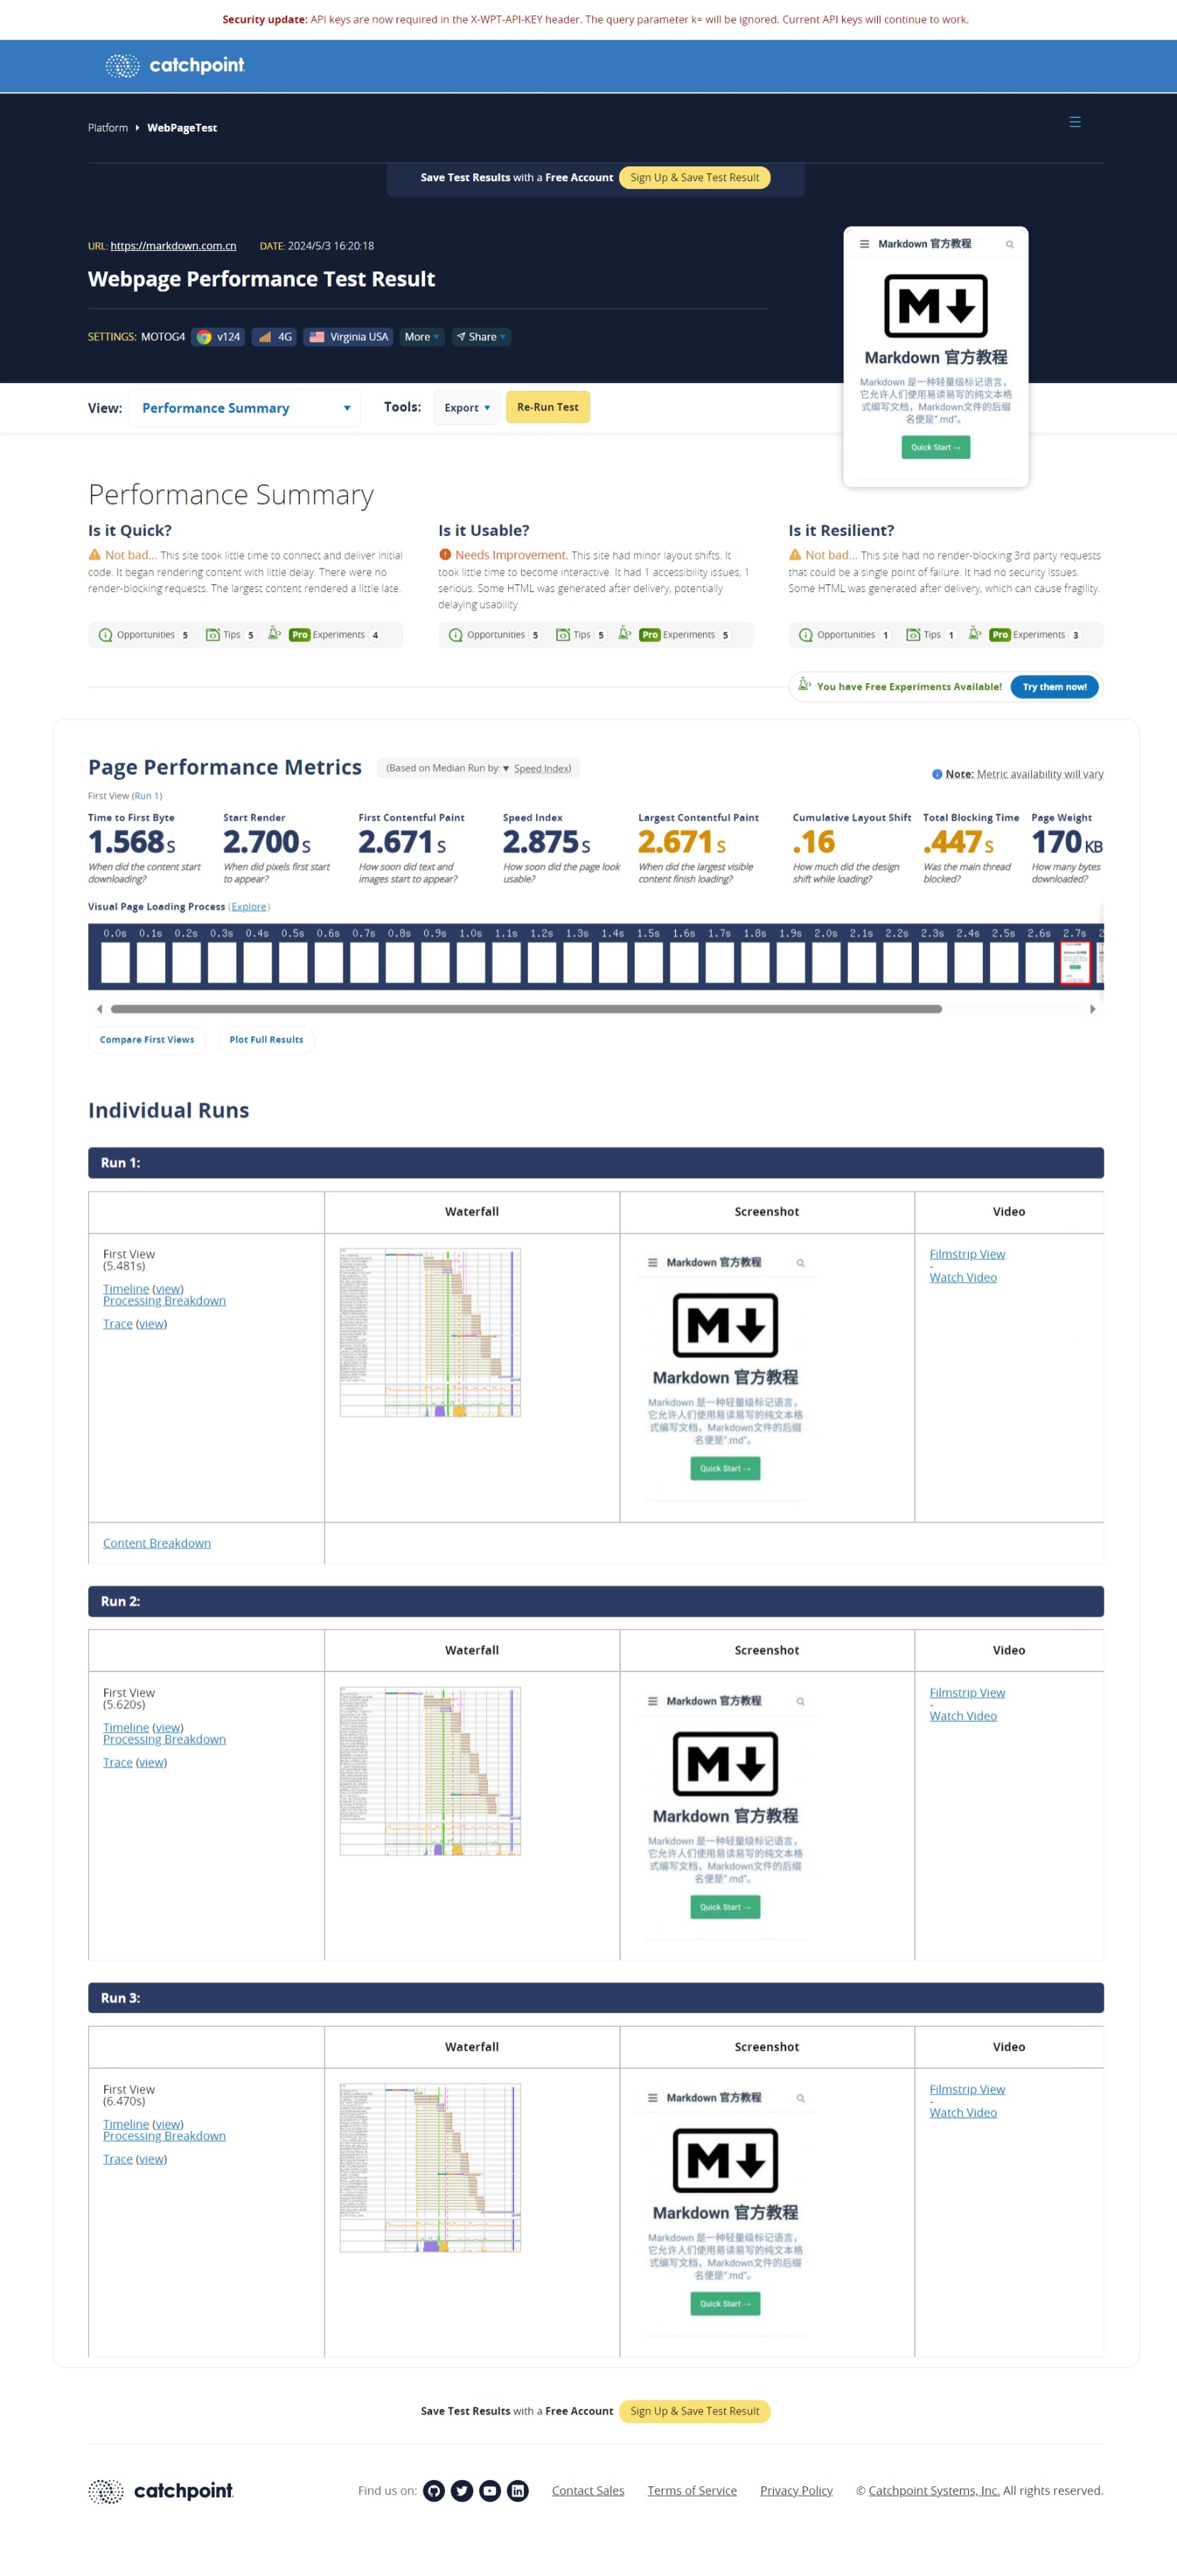 Security update: API keys are now required in the X-WPT-API-KEY header. The query parameter k= will be ignored. Current API keys will continue to work.
catchpoint
Platform WebPageTest
Save Test Results with a Free Account Sign Up & Save Test Result
URL: https://markdown.com.cn DATE: 2024/5/3 16:20:18
Webpage Performance Test Result
SETTINGS: MOTOG4 v124 4G Virginia USA More Share
Markdown 官方教程
M
Markdown 官方教程
Markdown 是一种轻量级标记语言，
它允许人们使用易读易写的纯文本格
式编写文档，Markdown文件的后缀
名便是“.md”。
Quick Start →
View: Performance Summary Tools: Export Re-Run Test
Performance Summary
Is it Quick?
Not bad... This site took little time to connect and deliver initial
code. It began rendering content with little delay. There were no
render-blocking requests. The largest content rendered a little late.
Opportunities 5 Tips 5 Pro Experiments 4
Is it Usable?
Needs Improvement. This site had minor layout shifts. It
took little time to become interactive. It had 1 accessibility issues, 1
serious. Some HTML was generated after delivery, potentially
delaying usability.
Opportunities 5 Tips 5 Pro Experiments 5
Is it Resilient?
Not bad... This site had no render-blocking 3rd party requests
that could be a single point of failure. It had no security issues.
Some HTML was generated after delivery, which can cause fragility.
Opportunities 1 Tips 1 Pro Experiments 3
You have Free Experiments Available! Try them now!
Page Performance Metrics (Based on Median Run by: ▼ Speed Index)
Note: Metric availability will vary
First View (Run 1)
Time to First Byte
1.568 S
When did the content start
downloading?
Start Render
2.700 S
When did pixels first start
to appear?
First Contentful Paint
2.671 S
How soon did text and
images start to appear?
Speed Index
2.875 S
How soon did the page look
usable?
Largest Contentful Paint
2.671 S
When did the largest visible
content finish loading?
Cumulative Layout Shift
.16
How much did the design
shift while loading?
Total Blocking Time
.447 S
Was the main thread
blocked?
Page Weight
170 KB
How many bytes
downloaded?
Visual Page Loading Process (Explore)
0.0s 0.1s 0.2s 0.3s 0.4s 0.5s 0.6s 0.7s 0.8s 0.9s 1.0s 1.1s 1.2s 1.3s 1.4s 1.5s 1.6s 1.7s 1.8s 1.9s 2.0s 2.1s 2.2s 2.3s 2.4s 2.5s 2.6s 2.7s 2
Compare First Views Plot Full Results
Individual Runs
Run 1:
Waterfall Screenshot Video
First View
(5.481s)
Timeline (view)
Processing Breakdown
Trace (view)
Markdown 官方教程
M
Markdown 官方教程
Markdown 是一种轻量级标记语言，
它允许人们使用易读易写的纯文本格
式编写文档，Markdown文件的后缀
名便是“.md”。
Quick Start →
Filmstrip View
-
Watch Video
Content Breakdown
Run 2:
Waterfall Screenshot Video
First View
(5.620s)
Timeline (view)
Processing Breakdown
Trace (view)
Markdown 官方教程
M
Markdown 官方教程
Markdown 是一种轻量级标记语言，
它允许人们使用易读易写的纯文本格
式编写文档，Markdown文件的后缀
名便是“.md”。
Quick Start →
Filmstrip View
-
Watch Video
Run 3:
Waterfall Screenshot Video
First View
(6.470s)
Timeline (view)
Processing Breakdown
Trace (view)
Markdown 官方教程
M
Markdown 官方教程
Markdown 是一种轻量级标记语言，
它允许人们使用易读易写的纯文本格
式编写文档，Markdown文件的后缀
名便是“.md”。
Quick Start →
Filmstrip View
-
Watch Video
Save Test Results with a Free Account Sign Up & Save Test Result
catchpoint Find us on: Contact Sales Terms of Service Privacy Policy © Catchpoint Systems, Inc. All rights reserved.